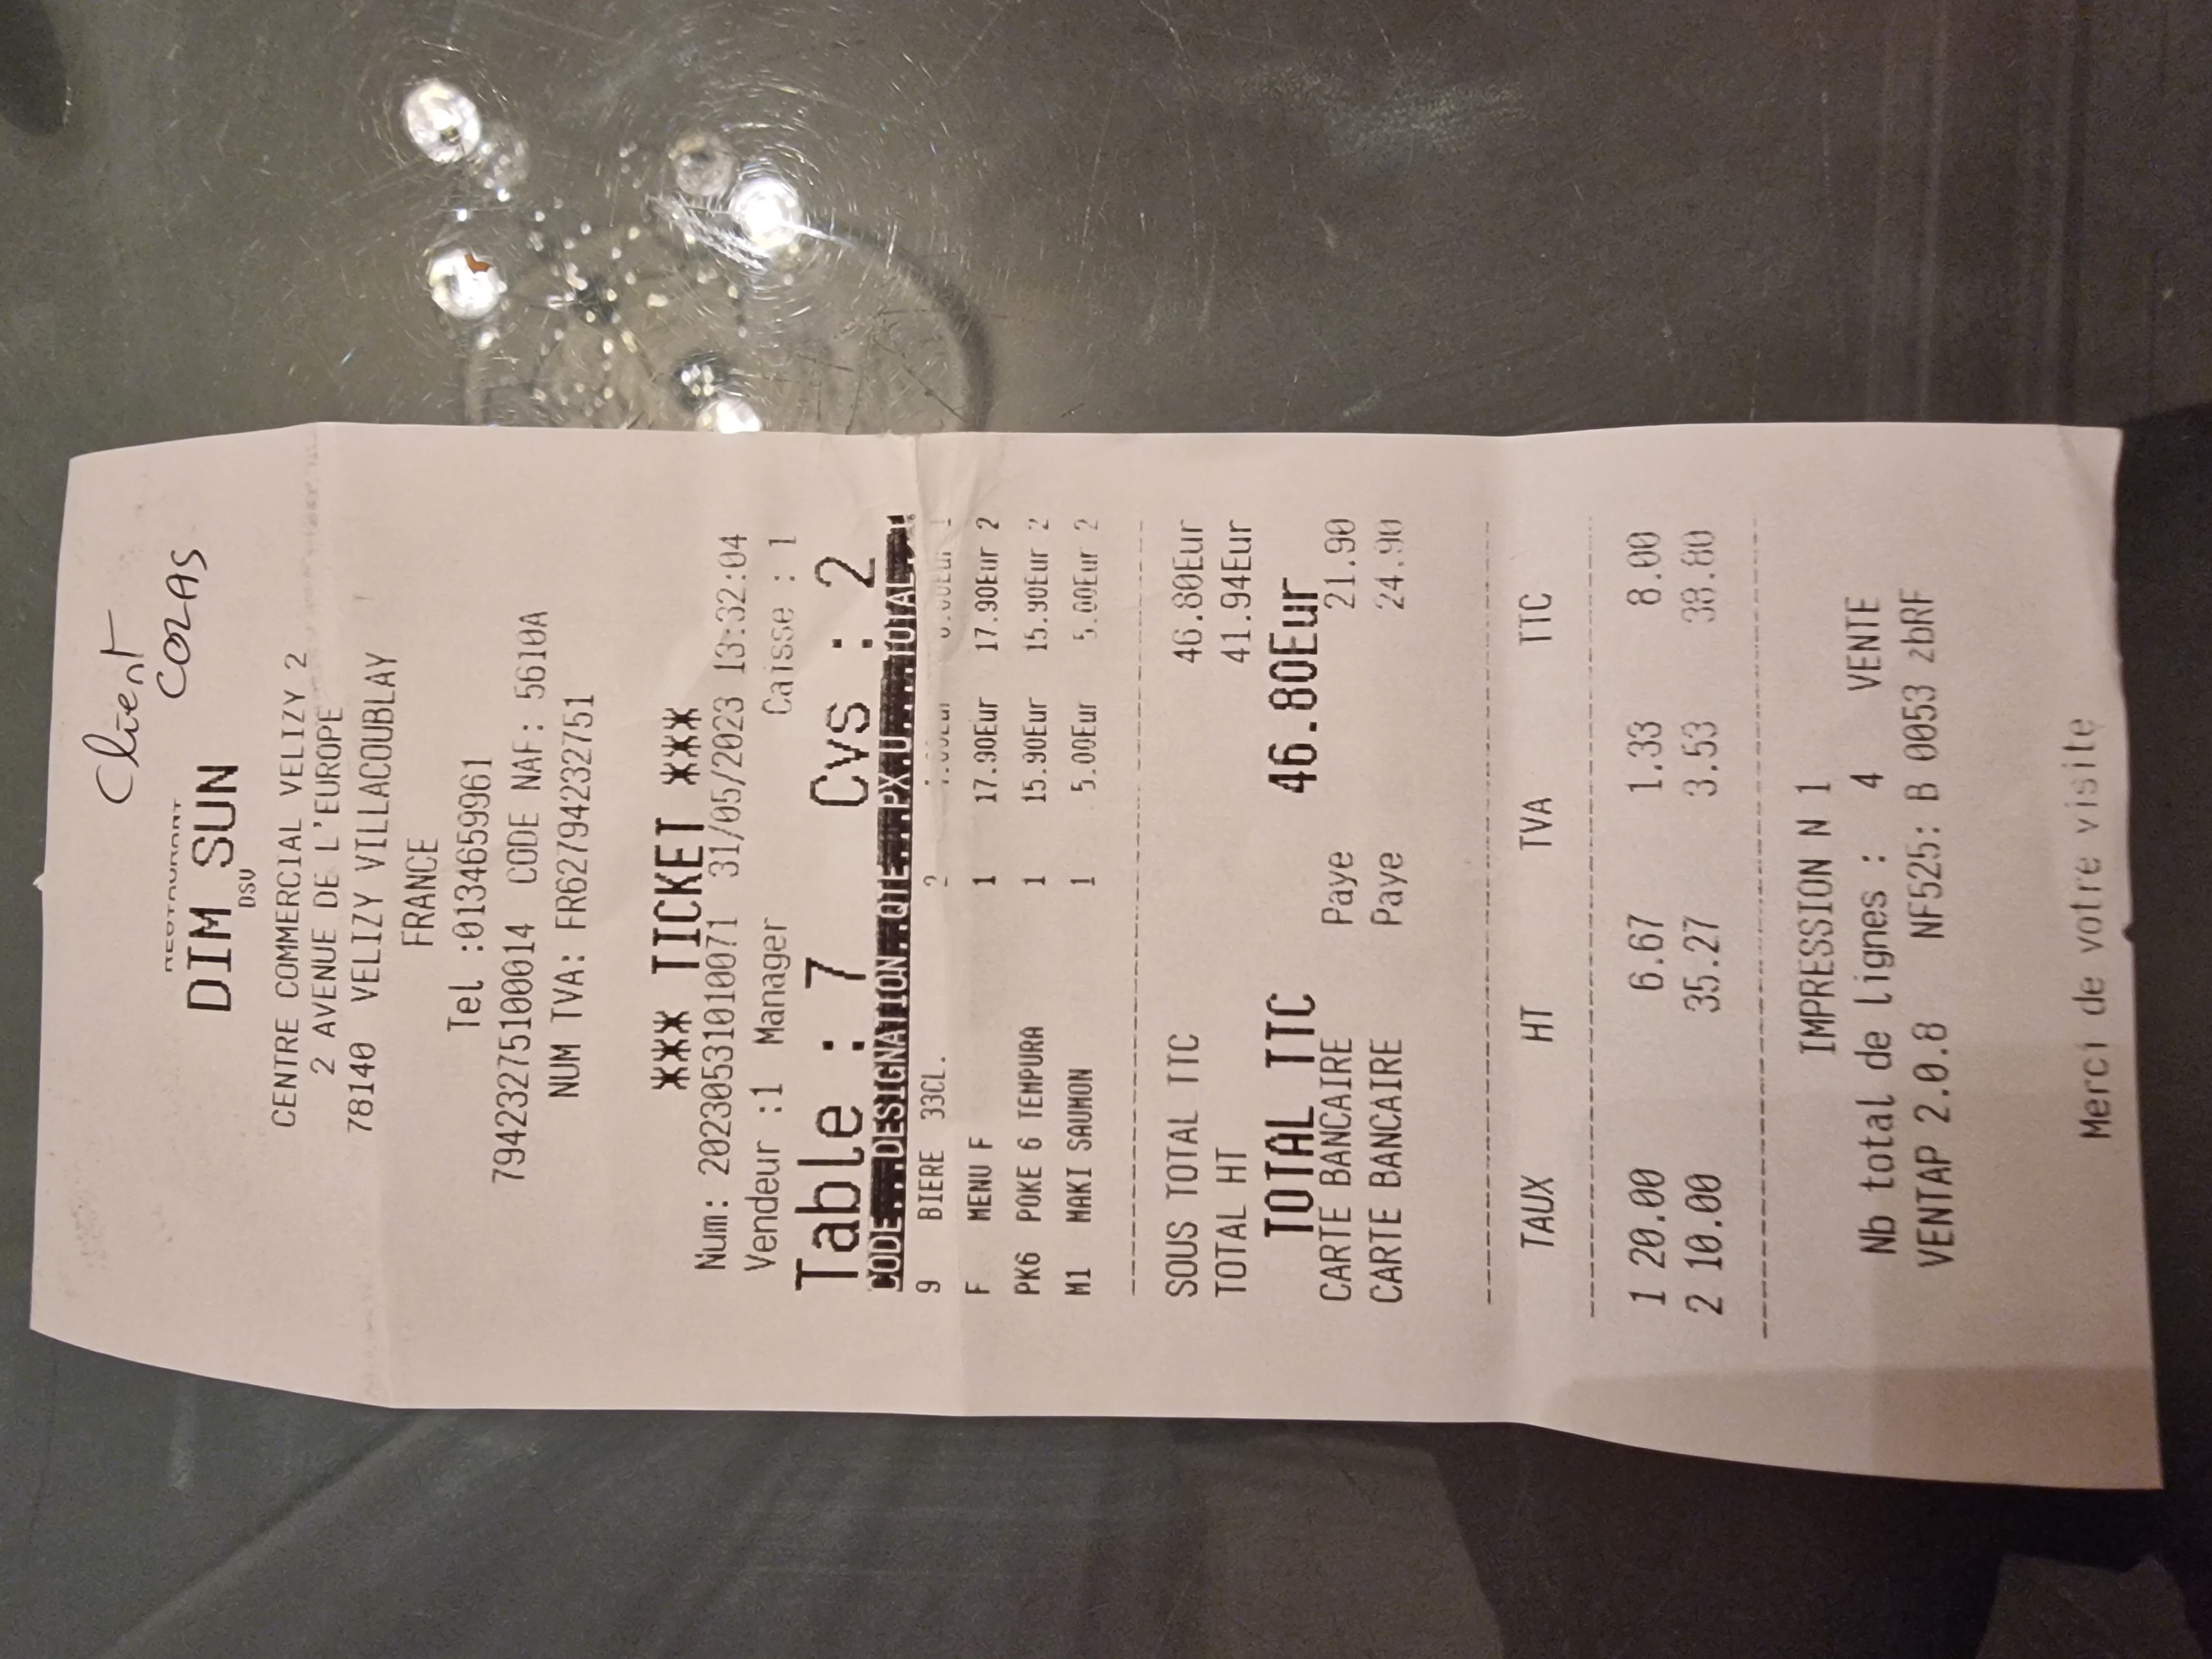 Client
COZAS
RESTAURANT
DIM SUN
DSV
CENTRE COMMERCIAL VELIZY 2
2 AVENUE DE L'EUROPE
78140 VELIZY VILLACOUBLAY
FRANCE
Tel :0134659961
79423275100014 CODE NAF: 5610A
NUM TVA: FR62794232751
*** TICKET ***
Num: 20230531010071 31/05/2023 13:32:04
Vendeur :1 Manager Caisse : 1
Table : 7 Cvs : 2
CODE...DESIGNATION.QTE..PX.U....TOTAL..
9 BIERE 33CL. 2
F MENU F 1 17.90Eur 17.90Eur 2
PK6 POKE 6 TEMPURA 1 15.90Eur 15.90Eur 2
M1 MAKI SAUMON 1 5.00Eur 5.00Eur 2
SOUS TOTAL TTC 46.80Eur
TOTAL HT 41.94Eur
TOTAL TTC 46.80Eur
CARTE BANCAIRE Paye 21.90
CARTE BANCAIRE Paye 24.90
TAUX HT TVA TTC
1 20.00 6.67 1.33 8.00
2 10.00 35.27 3.53 38.80
IMPRESSION N 1
Nb total de lignes : 4 VENTE
VENTAP 2.0.8 NF525: B 0053 zbRF
Merci de votre visite